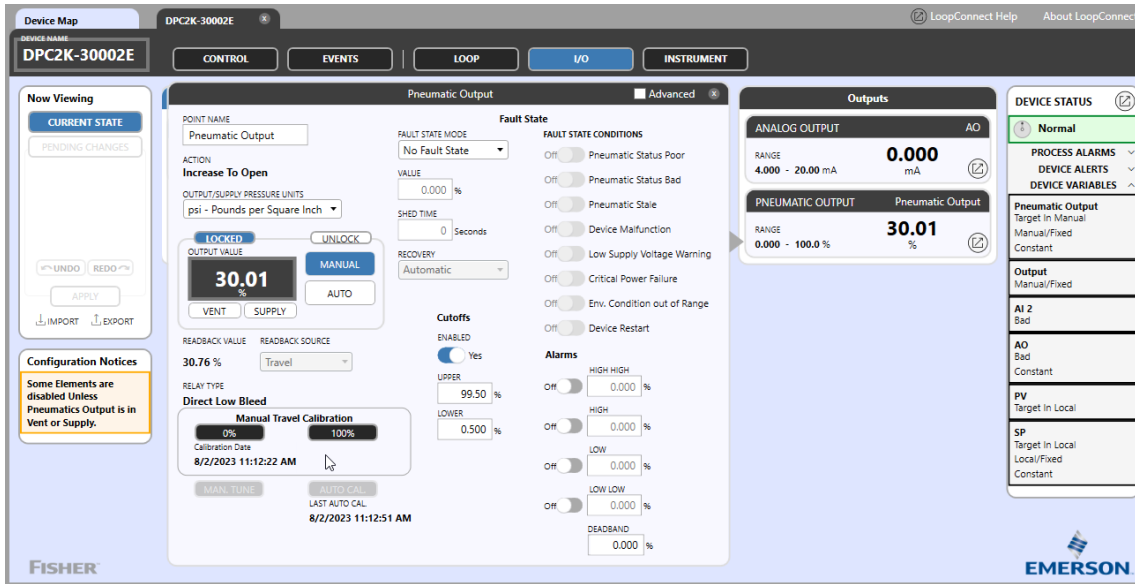 Device Map
DPC2K-30002E
LoopConnect Help
About LoopConnect
DEVICE NAME
DPC2K-30002E
CONTROL
EVENTS
LOOP
I/O
INSTRUMENT
Now Viewing
CURRENT STATE
PENDING CHANGES
UNDO
REDO
APPLY
IMPORT
EXPORT
Configuration Notices
Some Elements are
disabled Unless
Pneumatics Output is in
Vent or Supply.
FISHER
Pneumatic Output
Advanced
POINT NAME
Pneumatic Output
ACTION
Increase To Open
OUTPUT/SUPPLY PRESSURE UNITS
psi - Pounds per Square Inch
LOCKED
UNLOCK
OUTPUT VALUE
30.01
%
MANUAL
AUTO
VENT
SUPPLY
READBACK VALUE
READBACK SOURCE
30.76 %
Travel
RELAY TYPE
Direct Low Bleed
Manual Travel Calibration
0%
100%
Calibration Date
8/2/2023 11:12:22 AM
MAN. TUNE
AUTO CAL.
LAST AUTO CAL.
8/2/2023 11:12:51 AM
Fault State
FAULT STATE MODE
No Fault State
VALUE
0.000 %
SHED TIME
0 Seconds
RECOVERY
Automatic
FAULT STATE CONDITIONS
Off Pneumatic Status Poor
Off Pneumatic Status Bad
Off Pneumatic Stale
Off Device Malfunction
Off Low Supply Voltage Warning
Off Critical Power Failure
Off Env. Condition out of Range
Off Device Restart
Cutoffs
ENABLED
Yes
UPPER
99.50 %
LOWER
0.500 %
Alarms
HIGH HIGH
Off 0.000 %
HIGH
Off 0.000 %
LOW
Off 0.000 %
LOW LOW
Off 0.000 %
DEADBAND
0.000 %
Outputs
ANALOG OUTPUT
AO
RANGE
4.000 - 20.00 mA
0.000
mA
PNEUMATIC OUTPUT
Pneumatic Output
RANGE
0.000 - 100.0 %
30.01
%
DEVICE STATUS
Normal
PROCESS ALARMS
DEVICE ALERTS
DEVICE VARIABLES
Pneumatic Output
Target In Manual
Manual/Fixed
Constant
Output
Manual/Fixed
AI 2
Bad
AO
Bad
Constant
PV
Target In Local
SP
Target In Local
Local/Fixed
Constant
EMERSON